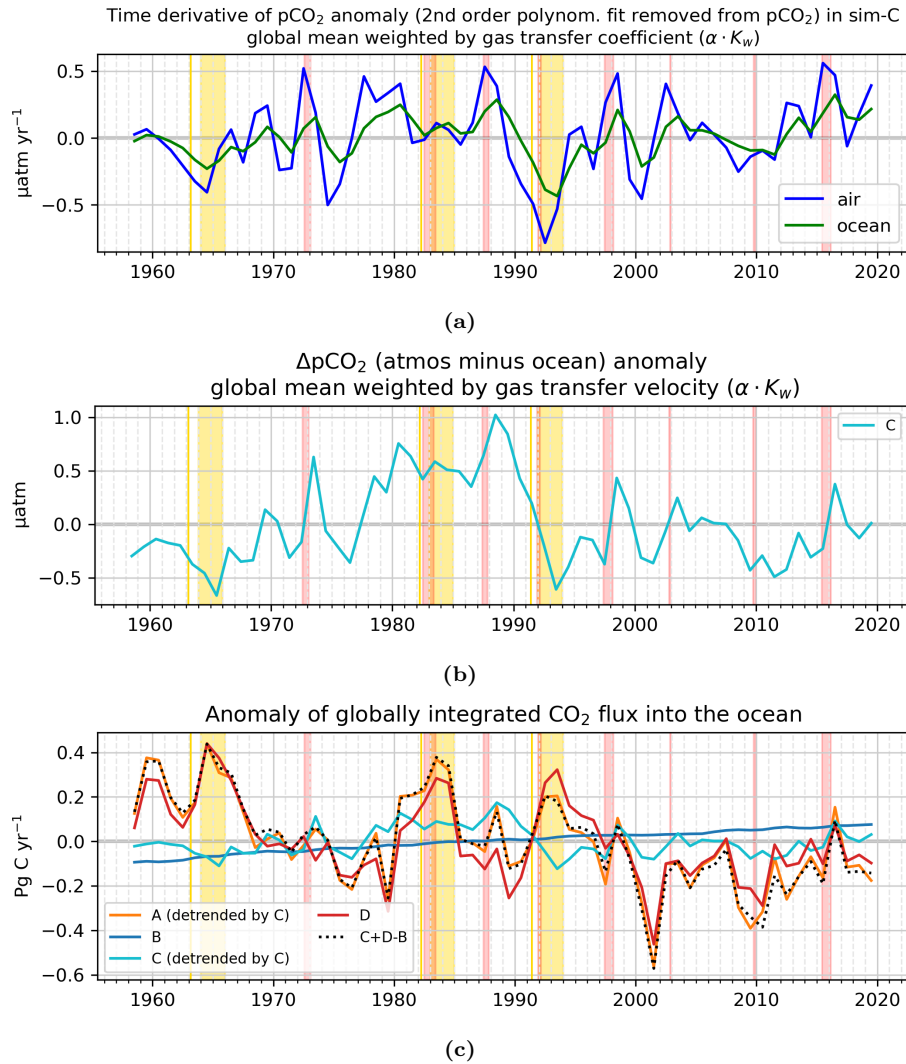 Time derivative of pCO₂ anomaly (2nd order polynom. fit removed from pCO₂) in sim-C
global mean weighted by gas transfer coefficient (α · K_w)
0.5
0.0
−0.5
µatm yr⁻¹
air
ocean
1960 1970 1980 1990 2000 2010 2020
(a)
ΔpCO₂ (atmos minus ocean) anomaly
global mean weighted by gas transfer velocity (α · K_w)
1.0
0.5
0.0
−0.5
µatm
C
1960 1970 1980 1990 2000 2010 2020
(b)
Anomaly of globally integrated CO₂ flux into the ocean
0.4
0.2
0.0
−0.2
−0.4
−0.6
Pg C yr⁻¹
A (detrended by C)
B
C (detrended by C)
D
C+D-B
1960 1970 1980 1990 2000 2010 2020
(c)